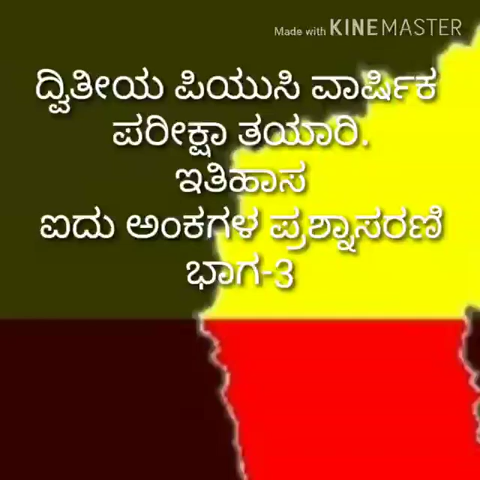 Made with KINEMASTER
ದ್ವಿತೀಯ ಪಿಯುಸಿ ವಾರ್ಷಿಕ
ಪರೀಕ್ಷಾ ತಯಾರಿ.
ಇತಿಹಾಸ
ಐದು ಅಂಕಗಳ ಪ್ರಶ್ನಾಸರಣಿ
ಭಾಗ-3